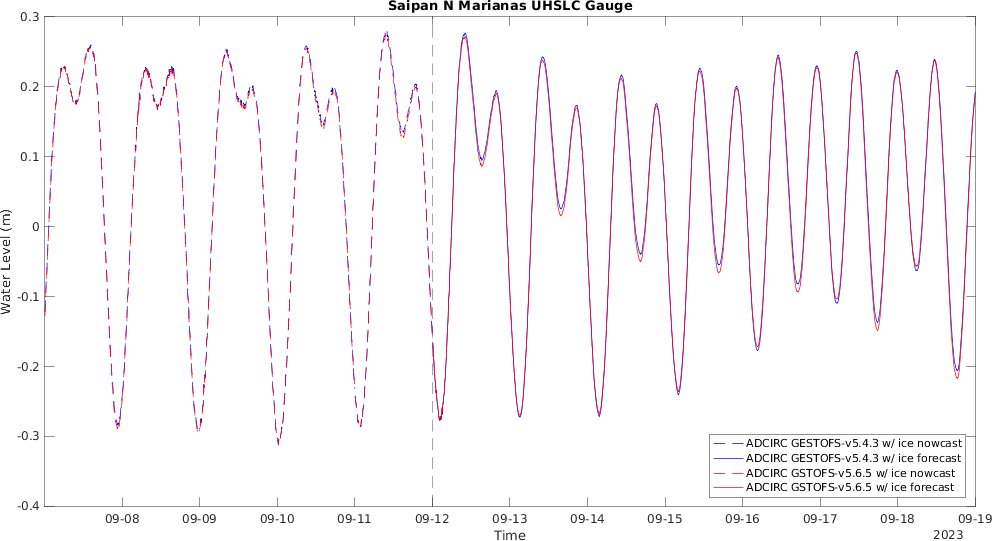 Saipan N Marianas UHSLC Gauge
Water Level (m)
0.3
0.2
0.1
0
-0.1
-0.2
-0.3
-0.4
ADCIRC GESTOFS-v5.4.3 w/ ice nowcast
ADCIRC GESTOFS-v5.4.3 w/ ice forecast
ADCIRC GSTOFS-v5.6.5 w/ ice nowcast
ADCIRC GSTOFS-v5.6.5 w/ ice forecast
09-08 09-09 09-10 09-11 09-12 09-13 09-14 09-15 09-16 09-17 09-18 09-19
Time
2023